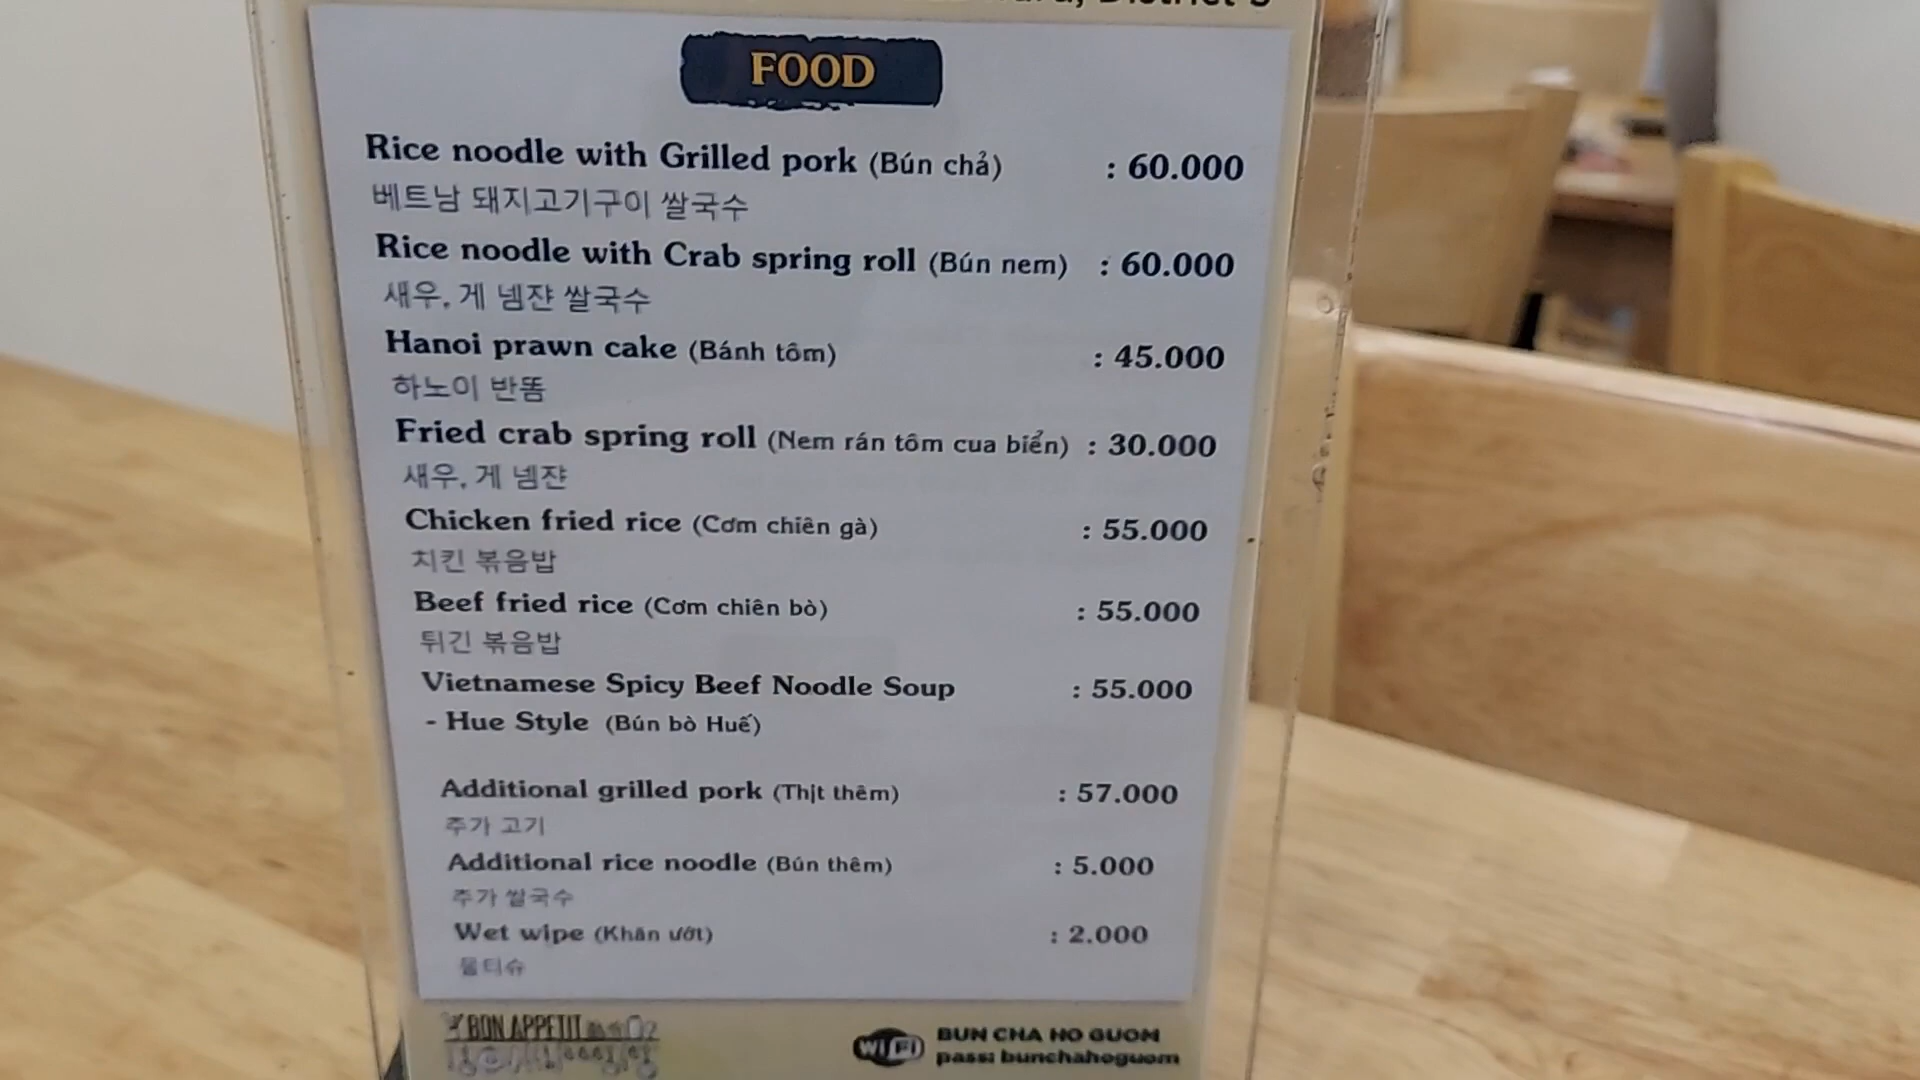 FOOD
Rice noodle with Grilled pork (Bún chả) : 60.000
베트남 돼지고기구이 쌀국수
Rice noodle with Crab spring roll (Bún nem) : 60.000
새우, 게 넴쟌 쌀국수
Hanoi prawn cake (Bánh tôm) : 45.000
하노이 반똠
Fried crab spring roll (Nem rán tôm cua biển) : 30.000
새우, 게 넴쟌
Chicken fried rice (Cơm chiên gà) : 55.000
치킨 볶음밥
Beef fried rice (Cơm chiên bò) : 55.000
튀긴 볶음밥
Vietnamese Spicy Beef Noodle Soup : 55.000
- Hue Style (Bún bò Huế)
Additional grilled pork (Thịt thêm) : 57.000
추가 고기
Additional rice noodle (Bún thêm) : 5.000
추가 쌀국수
Wet wipe (Khăn ướt) : 2.000
물티슈
BON APPETIT
WiFi BUN CHA HO GUOM
pass: bunchahoguom